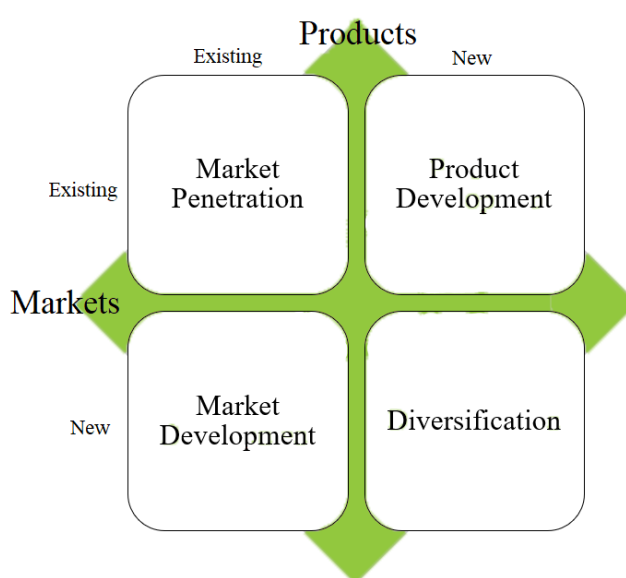 Products
Existing
New
Market
Penetration
Product
Development
Existing
Markets
New
Market
Development
Diversification